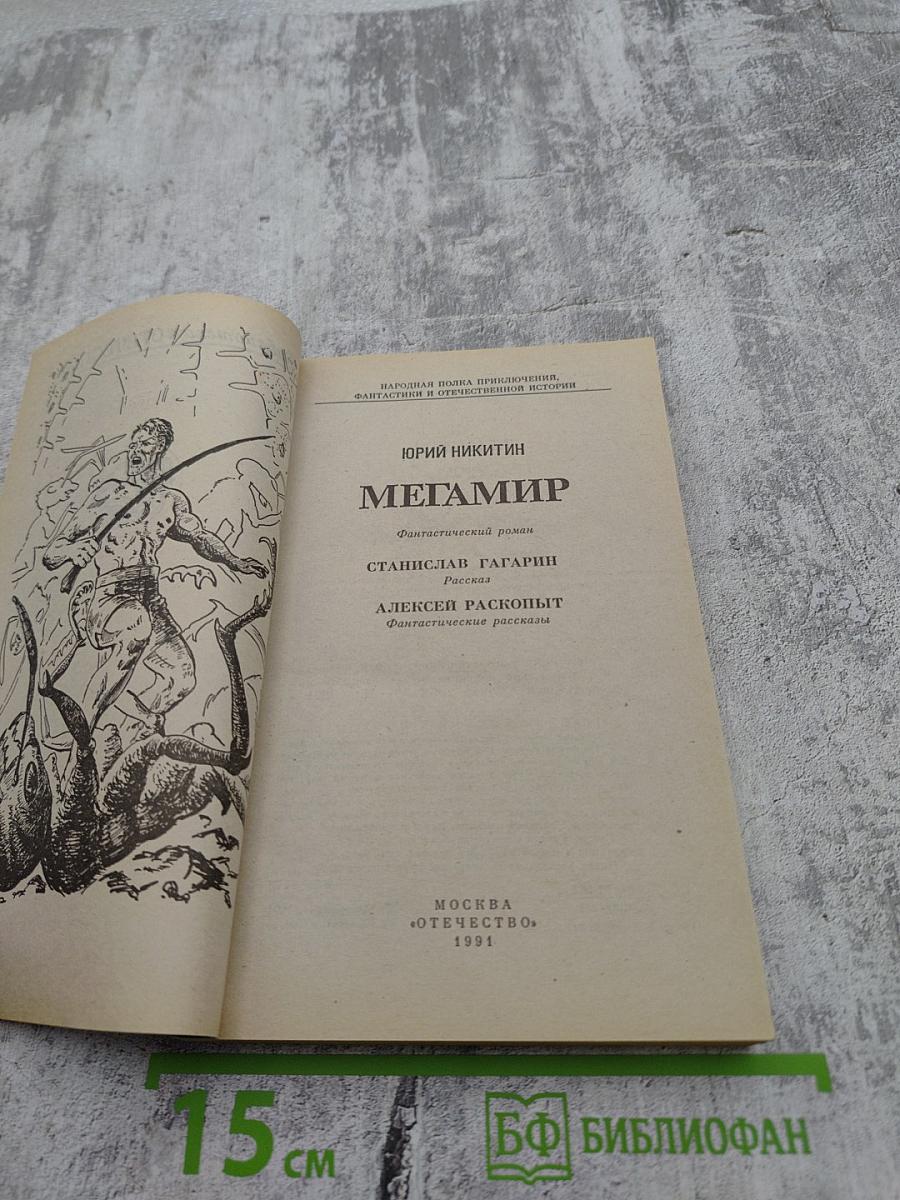 НАРОДНАЯ ПОЛКА ПРИКЛЮЧЕНИЙ,
ФАНТАСТИКИ И ОТЕЧЕСТВЕННОЙ ИСТОРИИ
ЮРИЙ НИКИТИН
МЕГАМИР
Фантастический роман
СТАНИСЛАВ ГАГАРИН
Рассказ
АЛЕКСЕЙ РАСКОПЫТ
Фантастические рассказы
МОСКВА
«ОТЕЧЕСТВО»
1991
15 см
БФ БИБЛИОФАН